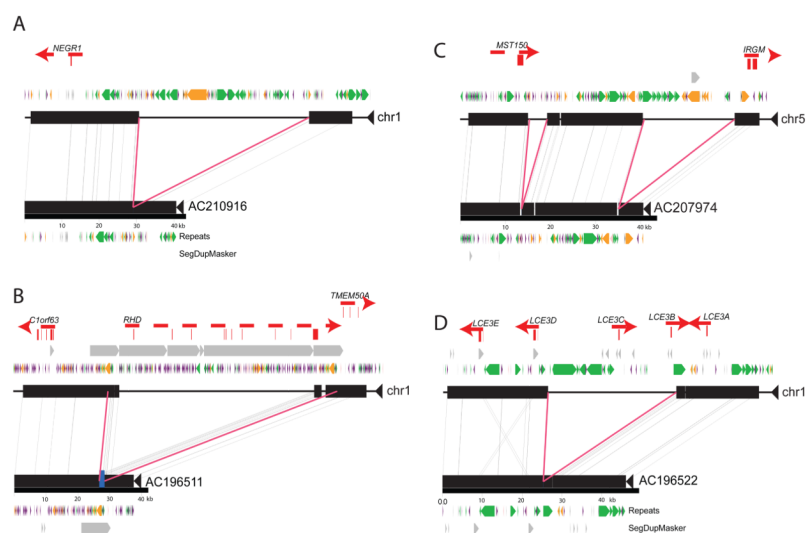 A
NEGR1
chr1
AC210916
10 20 30 40 kb
Repeats
SegDupMasker
B
C1orf63
RHD
TMEM50A
chr1
AC196511
10 20 30 40 kb
C
MST150
IRGM
chr5
AC207974
10 20 30 40 kb
D
LCE3E
LCE3D
LCE3C
LCE3B
LCE3A
chr1
AC196522
0.0 10 20 30 40 kb
Repeats
SegDupMasker